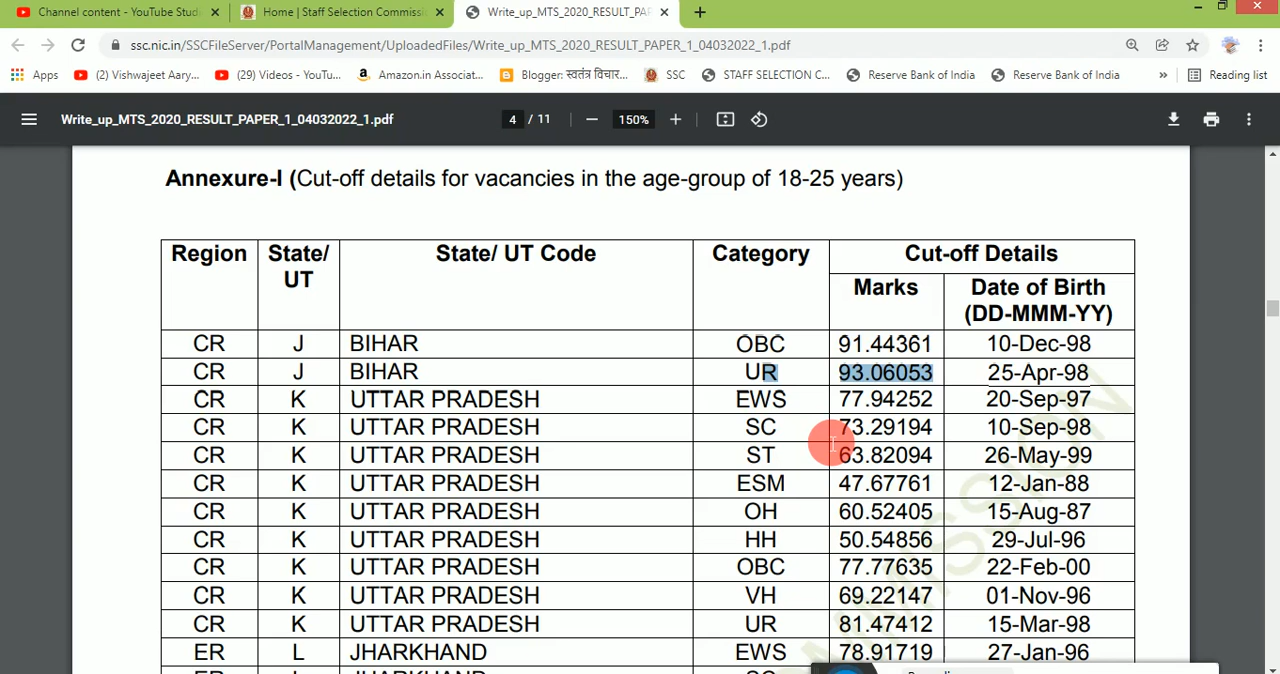 Channel content - YouTube Stud
Home | Staff Selection Commissi
Write_up_MTS_2020_RESULT_PA
ssc.nic.in/SSCFileServer/PortalManagement/UploadedFiles/Write_up_MTS_2020_RESULT_PAPER_1_04032022_1.pdf
Apps (2) Vishwajeet Aary... (29) Videos - YouTu... Amazon.in Associat... Blogger: स्वतंत्र विचार... SSC STAFF SELECTION C... Reserve Bank of India Reserve Bank of India » Reading list
Write_up_MTS_2020_RESULT_PAPER_1_04032022_1.pdf 4 / 11 — 150% +
Annexure-I (Cut-off details for vacancies in the age-group of 18-25 years)
Region State/ UT State/ UT Code Category Cut-off Details
Marks Date of Birth (DD-MMM-YY)
CR J BIHAR OBC 91.44361 10-Dec-98
CR J BIHAR UR 93.06053 25-Apr-98
CR K UTTAR PRADESH EWS 77.94252 20-Sep-97
CR K UTTAR PRADESH SC 73.29194 10-Sep-98
CR K UTTAR PRADESH ST 63.82094 26-May-99
CR K UTTAR PRADESH ESM 47.67761 12-Jan-88
CR K UTTAR PRADESH OH 60.52405 15-Aug-87
CR K UTTAR PRADESH HH 50.54856 29-Jul-96
CR K UTTAR PRADESH OBC 77.77635 22-Feb-00
CR K UTTAR PRADESH VH 69.22147 01-Nov-96
CR K UTTAR PRADESH UR 81.47412 15-Mar-98
ER L JHARKHAND EWS 78.91719 27-Jan-96